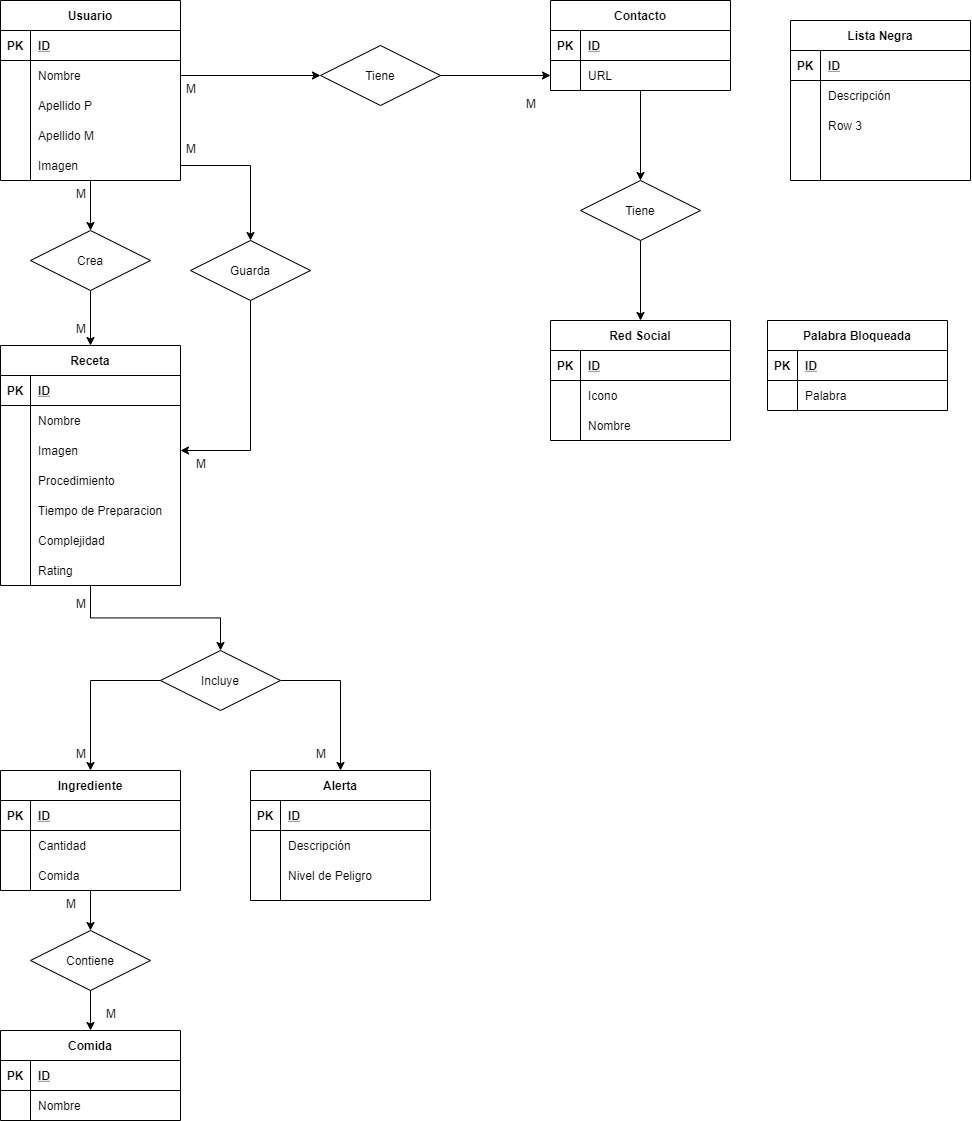 Usuario
PK ID
Nombre
Apellido P
Apellido M
Imagen
M
Tiene
M
Contacto
PK ID
URL
Lista Negra
PK ID
Descripción
Row 3
M
M
Crea
Guarda
Tiene
M
M
Receta
PK ID
Nombre
Imagen
Procedimiento
Tiempo de Preparacion
Complejidad
Rating
Red Social
PK ID
Icono
Nombre
Palabra Bloqueada
PK ID
Palabra
M
Incluye
M
M
Ingrediente
PK ID
Cantidad
Comida
Alerta
PK ID
Descripción
Nivel de Peligro
M
Contiene
M
Comida
PK ID
Nombre